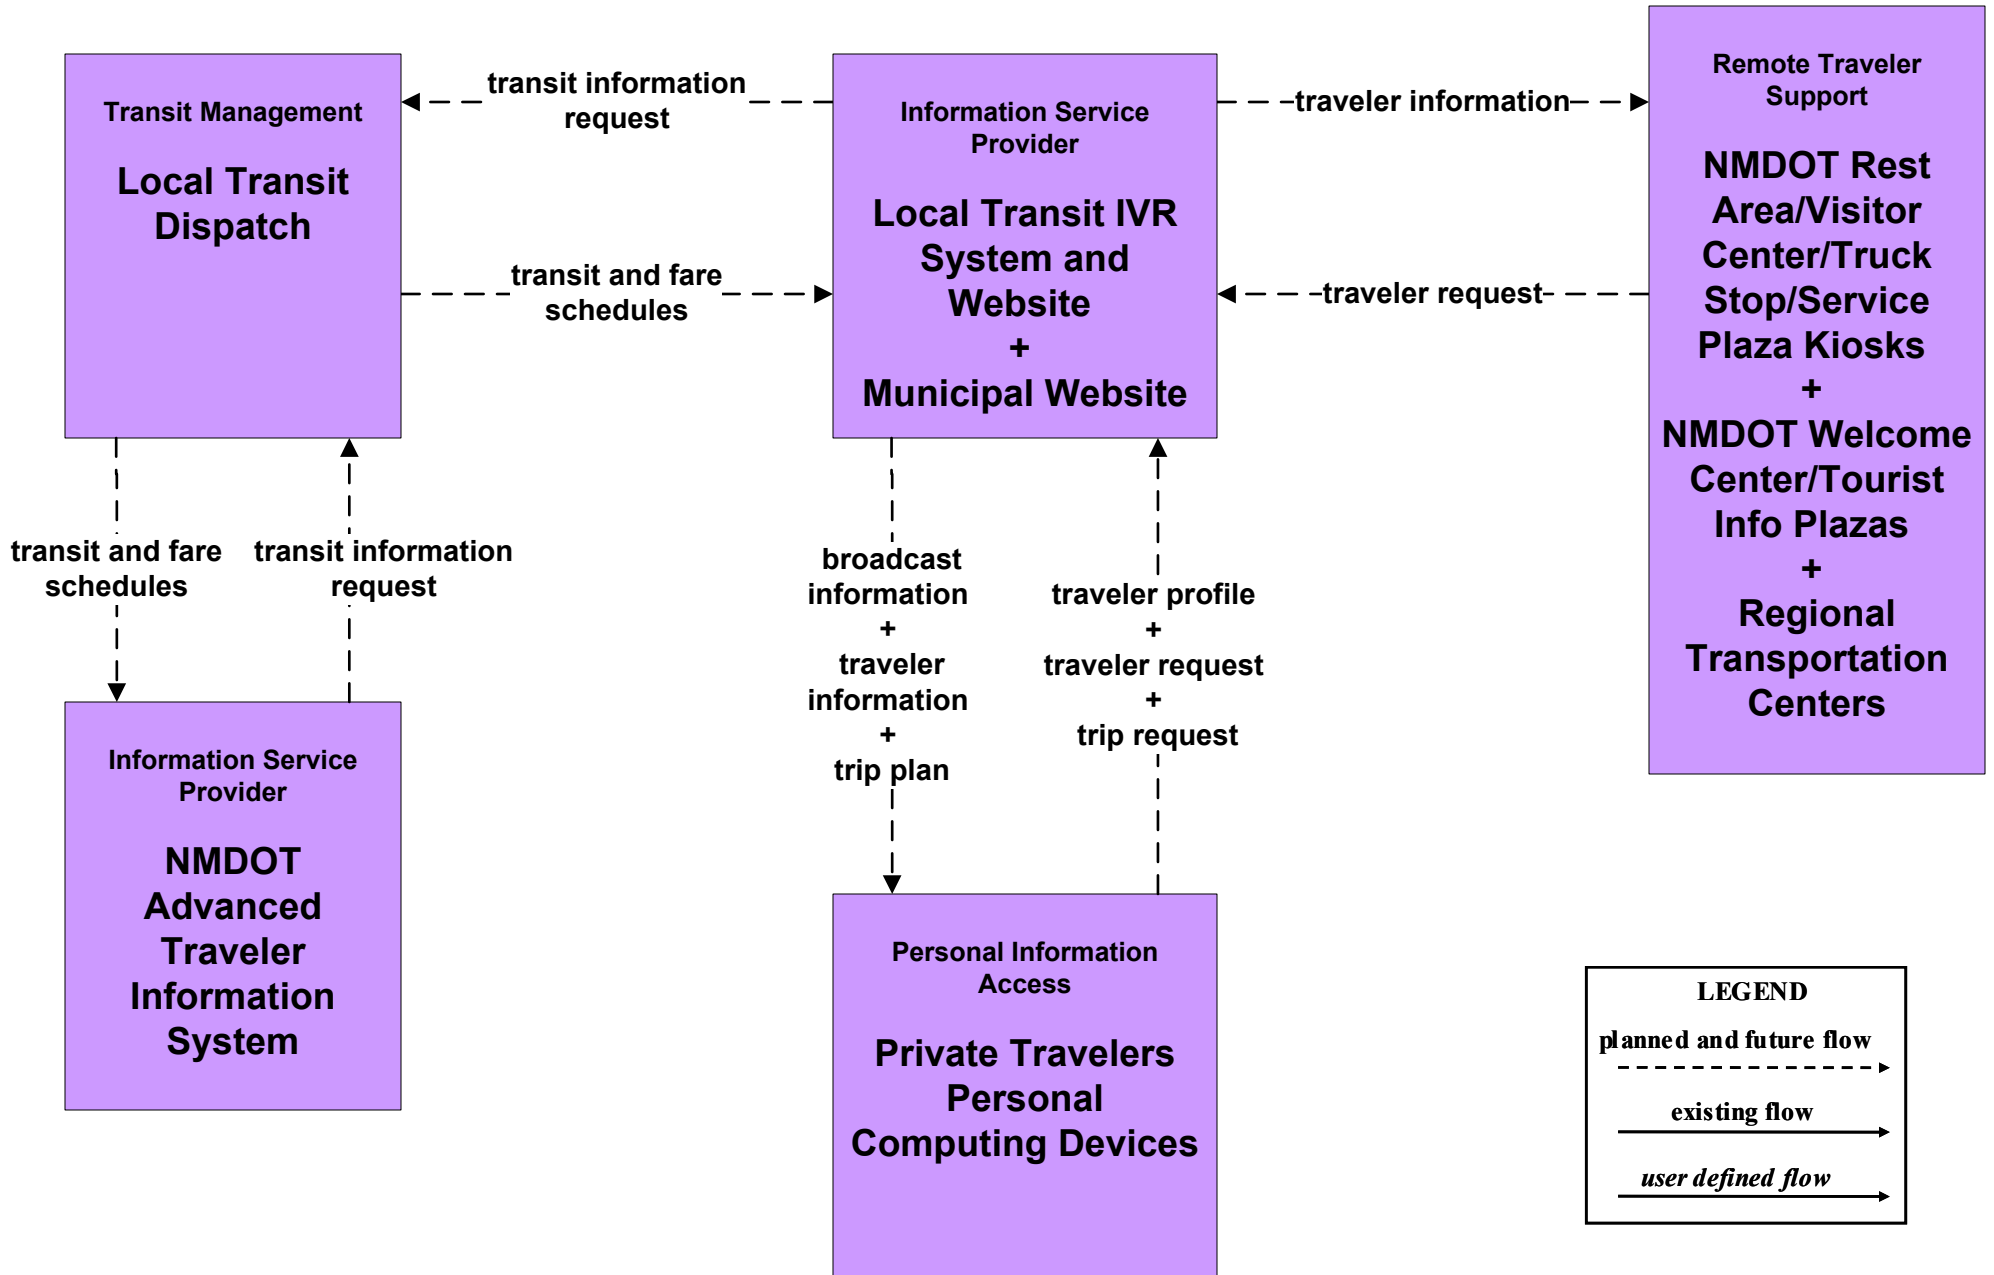 Transit Management
Local Transit
Dispatch
transit information
request
transit and fare
schedules
Information Service
Provider
Local Transit IVR
System and
Website
+
Municipal Website
traveler information
traveler request
Remote Traveler
Support
NMDOT Rest
Area/Visitor
Center/Truck
Stop/Service
Plaza Kiosks
+
NMDOT Welcome
Center/Tourist
Info Plazas
+
Regional
Transportation
Centers
transit and fare
schedules
transit information
request
broadcast
information
+
traveler
information
+
trip plan
traveler profile
+
traveler request
+
trip request
Information Service
Provider
NMDOT
Advanced
Traveler
Information
System
Personal Information
Access
Private Travelers
Personal
Computing Devices
LEGEND
planned and future flow
existing flow
user defined flow